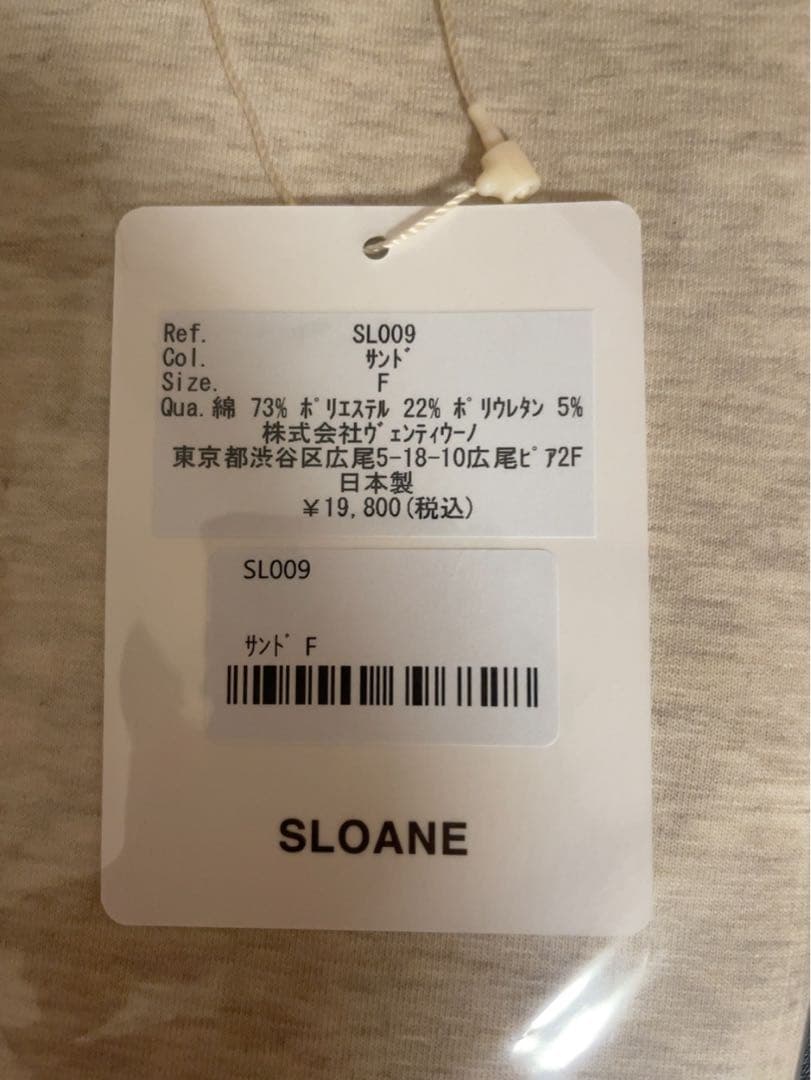 Ref. SL009
Col. ｻﾝﾄﾞ
Size. F
Qua. 綿 73% ﾎﾟﾘｴｽﾃﾙ 22% ﾎﾟﾘｳﾚﾀﾝ 5%
株式会社ｳﾞｪﾝﾃｨｳｰﾉ
東京都渋谷区広尾5-18-10広尾ﾋﾟｱ2F
日本製
￥19,800(税込)
SL009
ｻﾝﾄﾞ F
SLOANE